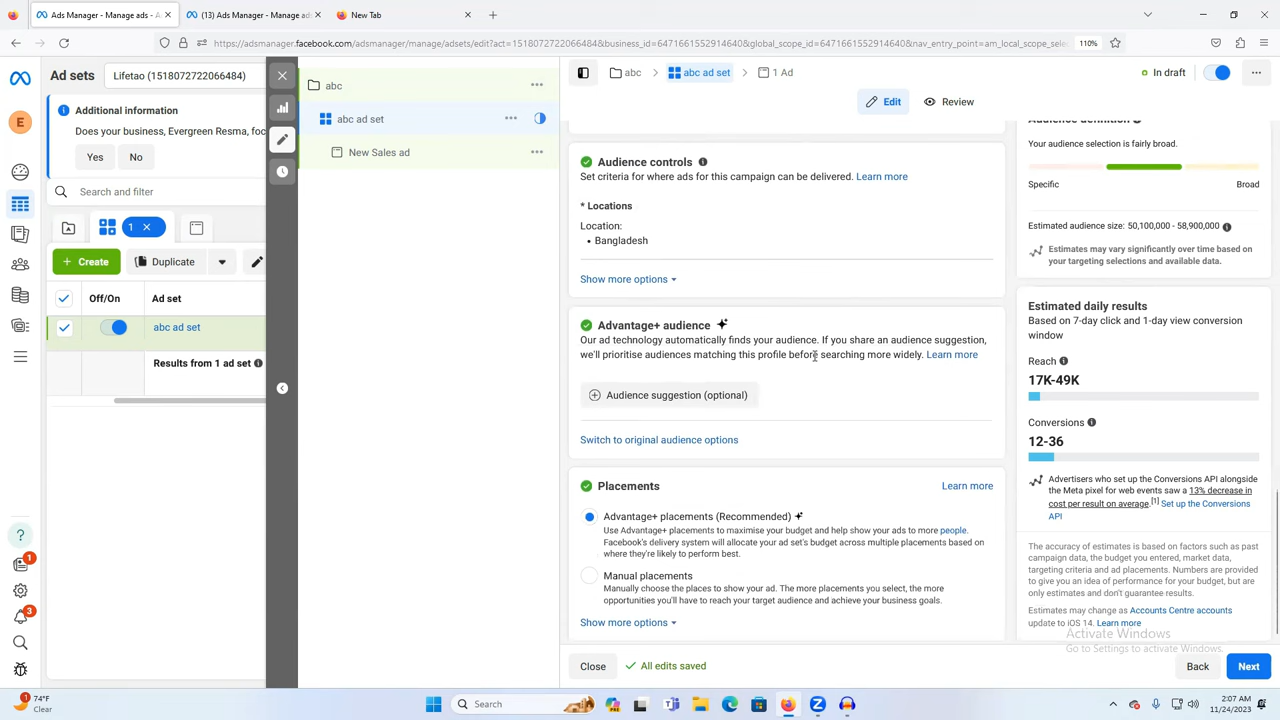 Ads Manager - Manage ads - A
(13) Ads Manager - Manage ads
New Tab
https://adsmanager.facebook.com/adsmanager/manage/adsets/edit?act=1518072722066484&business_id=6471661552914640&global_scope_id=6471661552914640&nav_entry_point=am_local_scope_sele
110%
Ad sets
Lifetao (1518072722066484)
Additional information
Does your business, Evergreen Resma, foc
Yes
No
Search and filter
1
Create
Duplicate
Off/On
Ad set
abc ad set
Results from 1 ad set
E
1
3
abc
abc ad set
New Sales ad
abc
abc ad set
1 Ad
In draft
Edit
Review
Audience controls
Set criteria for where ads for this campaign can be delivered. Learn more
* Locations
Location:
• Bangladesh
Show more options
Advantage+ audience
Our ad technology automatically finds your audience. If you share an audience suggestion,
we'll prioritise audiences matching this profile before searching more widely. Learn more
Audience suggestion (optional)
Switch to original audience options
Placements
Learn more
Advantage+ placements (Recommended)
Use Advantage+ placements to maximise your budget and help show your ads to more people.
Facebook's delivery system will allocate your ad set's budget across multiple placements based on
where they're likely to perform best.
Manual placements
Manually choose the places to show your ad. The more placements you select, the more
opportunities you'll have to reach your target audience and achieve your business goals.
Show more options
Audience definition
Your audience selection is fairly broad.
Specific
Broad
Estimated audience size: 50,100,000 - 58,900,000
Estimates may vary significantly over time based on
your targeting selections and available data.
Estimated daily results
Based on 7-day click and 1-day view conversion
window
Reach
17K-49K
Conversions
12-36
Advertisers who set up the Conversions API alongside
the Meta pixel for web events saw a 13% decrease in
cost per result on average.[1] Set up the Conversions
API
The accuracy of estimates is based on factors such as past
campaign data, the budget you entered, market data,
targeting criteria and ad placements. Numbers are provided
to give you an idea of performance for your budget, but are
only estimates and don't guarantee results.
Estimates may change as Accounts Centre accounts
update to iOS 14. Learn more
Activate Windows
Go to Settings to activate Windows.
Close
All edits saved
Back
Next
1
74°F
Clear
Search
2:07 AM
11/24/2023